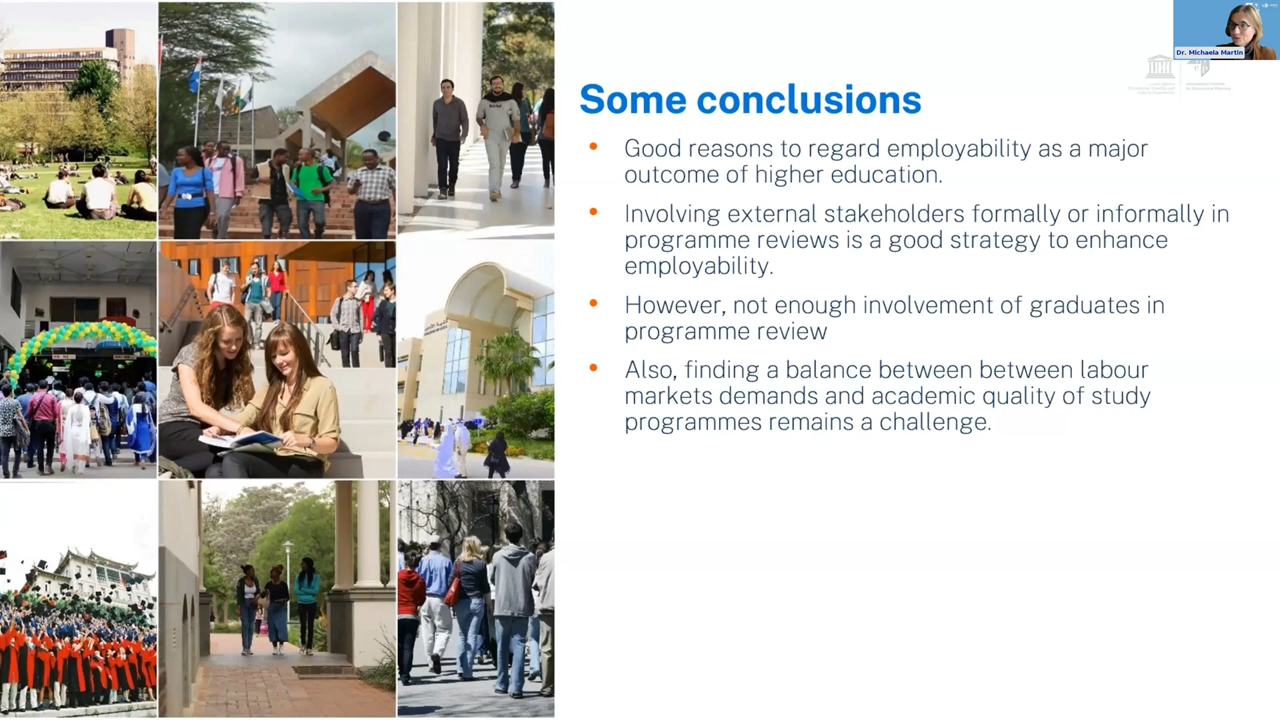 Dr. Michaela Martin
Some conclusions
• Good reasons to regard employability as a major
outcome of higher education.
• Involving external stakeholders formally or informally in
programme reviews is a good strategy to enhance
employability.
• However, not enough involvement of graduates in
programme review
• Also, finding a balance between between labour
markets demands and academic quality of study
programmes remains a challenge.